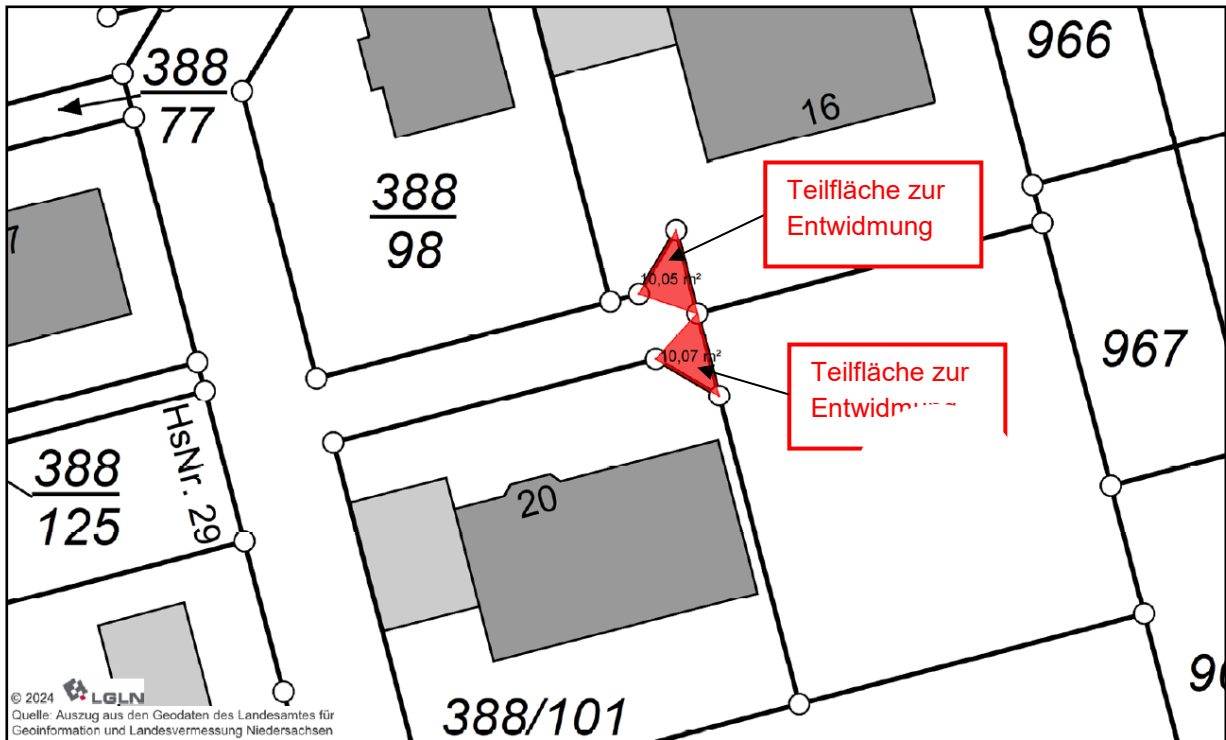 388
77
966
16
388
98
Teilfläche zur
Entwidmung
7
10,05 m²
10,07 m²
967
Teilfläche zur
HsNr. 29
388
125
20
388/101
© 2024 LGLN
Quelle: Auszug aus den Geodaten des Landesamtes für
Geoinformation und Landesvermessung Niedersachsen